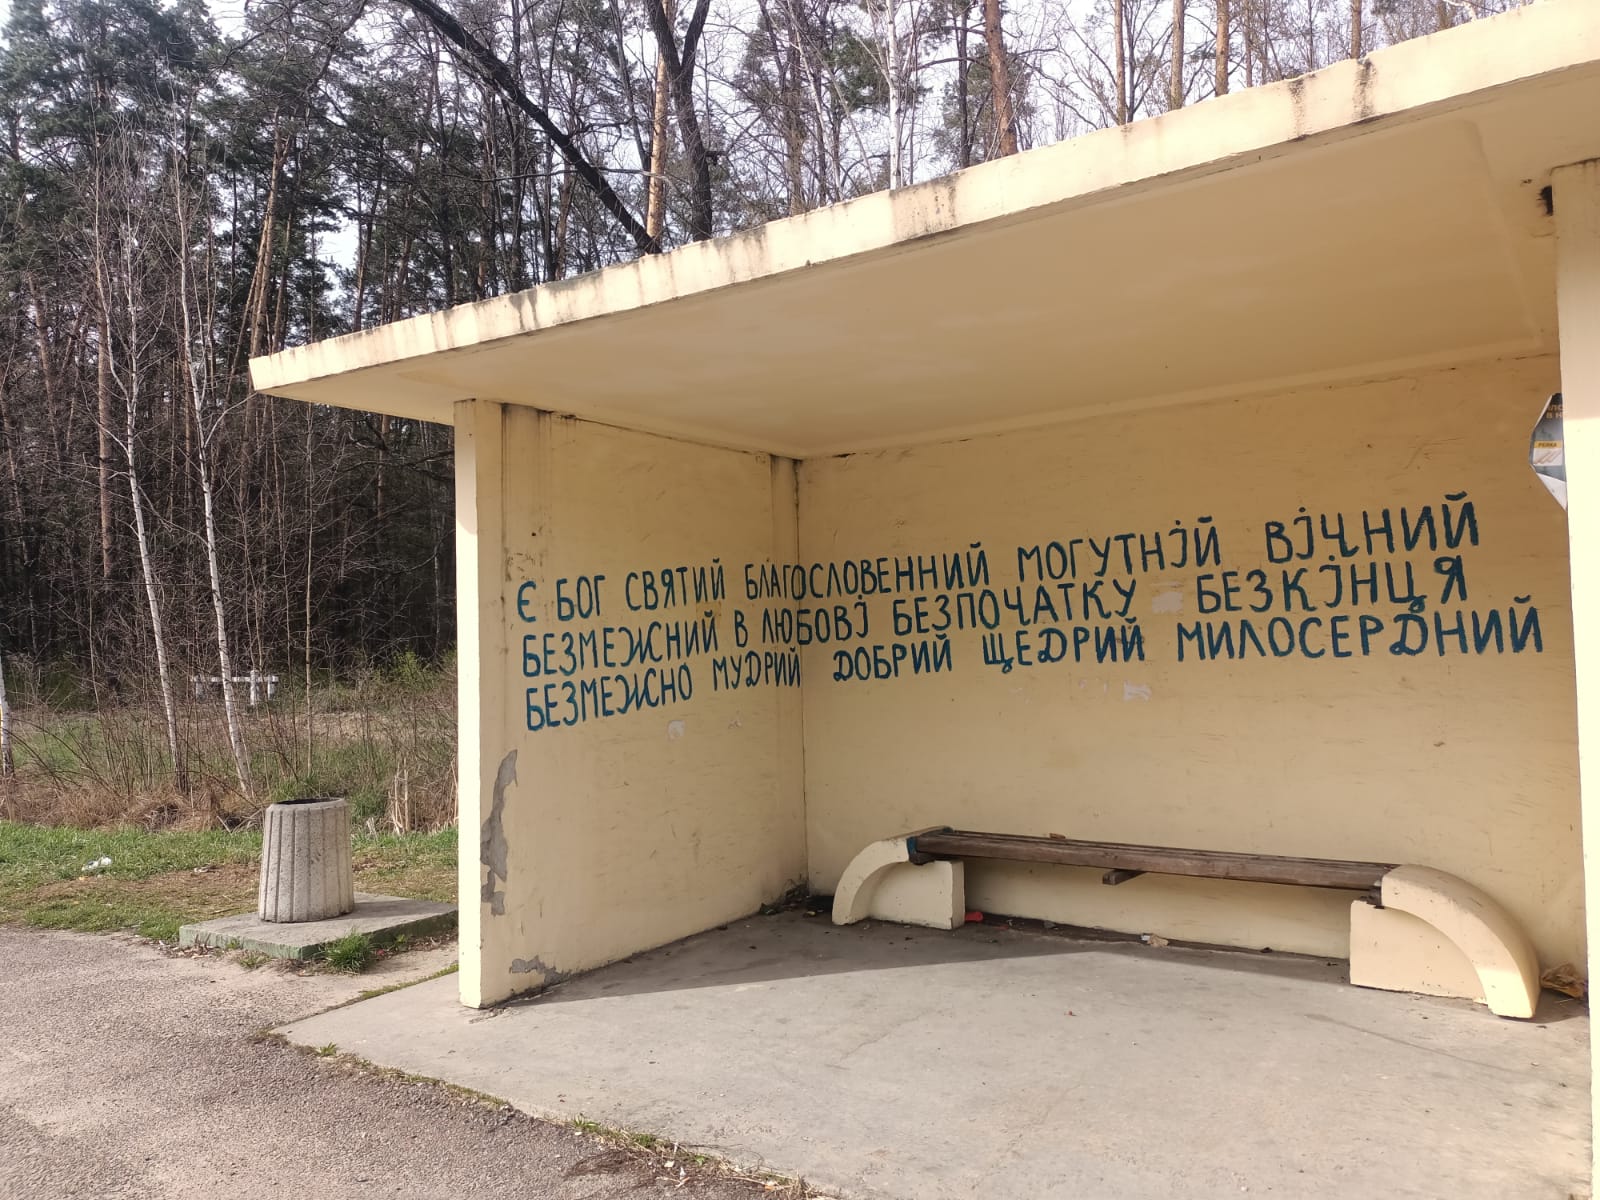 Є БОГ СВЯТИЙ БЛАГОСЛОВЕННИЙ МОГУТНІЙ ВІЧНИЙ
БЕЗМЕЖНИЙ В ЛЮБОВІ БЕЗПОЧАТКУ БЕЗКІНЦЯ
БЕЗМЕЖНО МУДРИЙ ДОБРИЙ ЩЕДРИЙ МИЛОСЕРДНИЙ